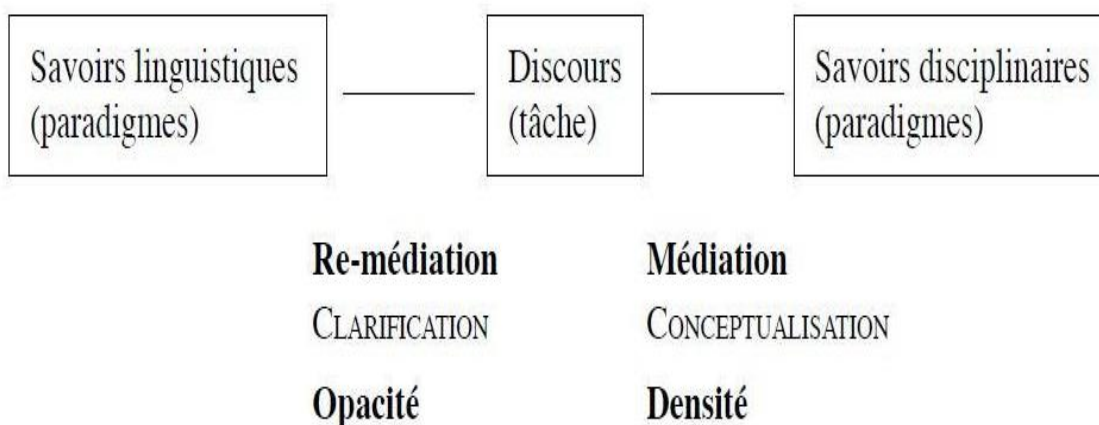 Savoirs linguistiques
(paradigmes)
Discours
(tâche)
Savoirs disciplinaires
(paradigmes)
Re-médiation
Médiation
CLARIFICATION
CONCEPTUALISATION
Opacité
Densité